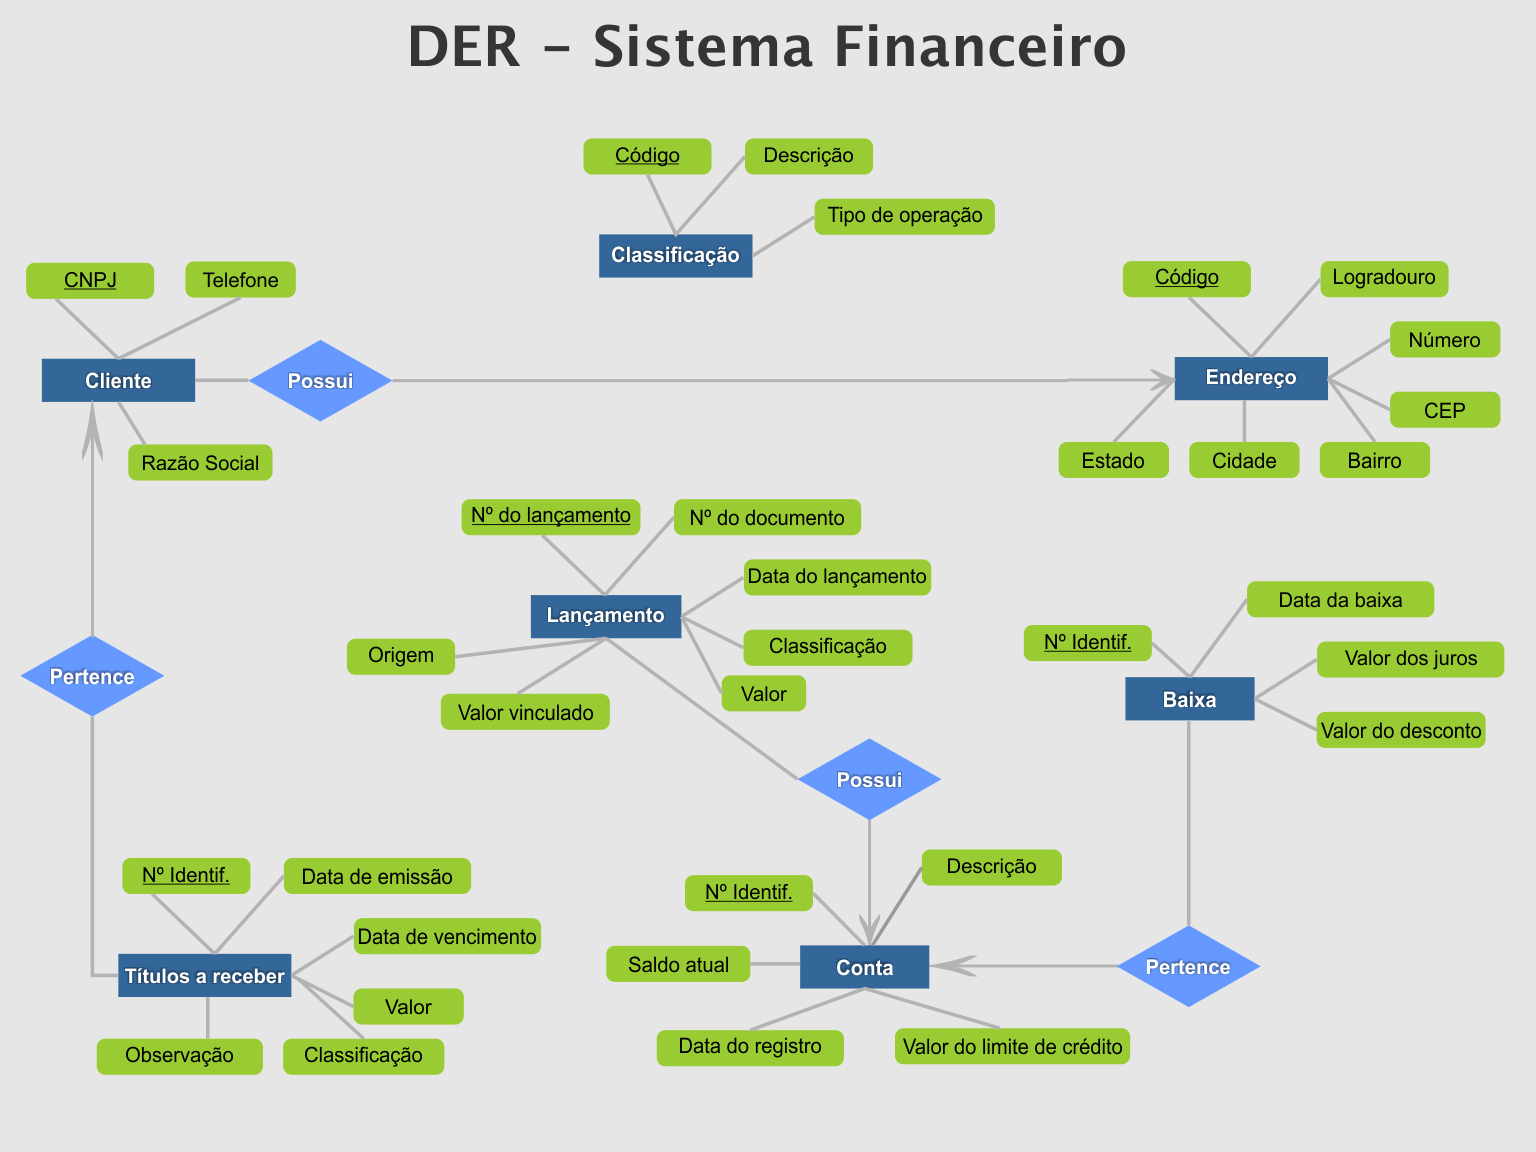 DER - Sistema Financeiro
Código
Descrição
Tipo de operação
Classificação
CNPJ
Telefone
Cliente
Possui
Razão Social
Código
Logradouro
Número
Endereço
CEP
Estado
Cidade
Bairro
Nº do lançamento
Nº do documento
Data do lançamento
Lançamento
Origem
Classificação
Valor vinculado
Valor
Data da baixa
Nº Identif.
Valor dos juros
Baixa
Valor do desconto
Pertence
Possui
Nº Identif.
Data de emissão
Data de vencimento
Títulos a receber
Valor
Observação
Classificação
Descrição
Nº Identif.
Saldo atual
Conta
Pertence
Data do registro
Valor do limite de crédito